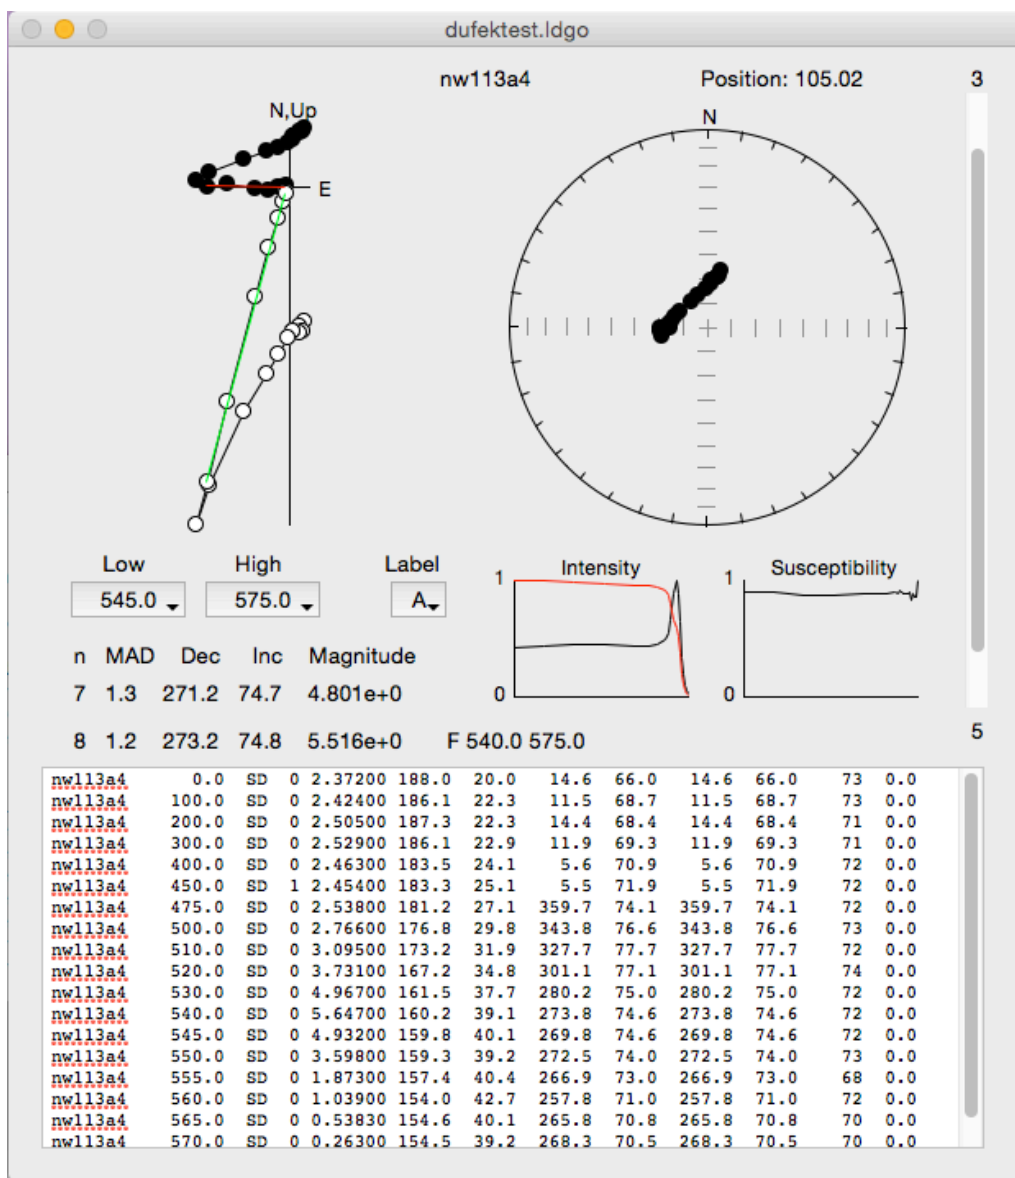 dufektest.ldgo
nw113a4 Position: 105.02 3
N,Up
N
E
Low High Label
545.0 575.0 A
Intensity
1
0
Susceptibility
1
0
n MAD Dec Inc Magnitude
7 1.3 271.2 74.7 4.801e+0
8 1.2 273.2 74.8 5.516e+0 F 540.0 575.0
5
nw113a4 0.0 SD 0 2.37200 188.0 20.0 14.6 66.0 14.6 66.0 73 0.0
nw113a4 100.0 SD 0 2.42400 186.1 22.3 11.5 68.7 11.5 68.7 73 0.0
nw113a4 200.0 SD 0 2.50500 187.3 22.3 14.4 68.4 14.4 68.4 71 0.0
nw113a4 300.0 SD 0 2.52900 186.1 22.9 11.9 69.3 11.9 69.3 71 0.0
nw113a4 400.0 SD 0 2.46300 183.5 24.1 5.6 70.9 5.6 70.9 72 0.0
nw113a4 450.0 SD 1 2.45400 183.3 25.1 5.5 71.9 5.5 71.9 72 0.0
nw113a4 475.0 SD 0 2.53800 181.2 27.1 359.7 74.1 359.7 74.1 72 0.0
nw113a4 500.0 SD 0 2.76600 176.8 29.8 343.8 76.6 343.8 76.6 73 0.0
nw113a4 510.0 SD 0 3.09500 173.2 31.9 327.7 77.7 327.7 77.7 72 0.0
nw113a4 520.0 SD 0 3.73100 167.2 34.8 301.1 77.1 301.1 77.1 74 0.0
nw113a4 530.0 SD 0 4.96700 161.5 37.7 280.2 75.0 280.2 75.0 72 0.0
nw113a4 540.0 SD 0 5.64700 160.2 39.1 273.8 74.6 273.8 74.6 72 0.0
nw113a4 545.0 SD 0 4.93200 159.8 40.1 269.8 74.6 269.8 74.6 72 0.0
nw113a4 550.0 SD 0 3.59800 159.3 39.2 272.5 74.0 272.5 74.0 73 0.0
nw113a4 555.0 SD 0 1.87300 157.4 40.4 266.9 73.0 266.9 73.0 68 0.0
nw113a4 560.0 SD 0 1.03900 154.0 42.7 257.8 71.0 257.8 71.0 72 0.0
nw113a4 565.0 SD 0 0.53830 154.6 40.1 265.8 70.8 265.8 70.8 70 0.0
nw113a4 570.0 SD 0 0.26300 154.5 39.2 268.3 70.5 268.3 70.5 70 0.0